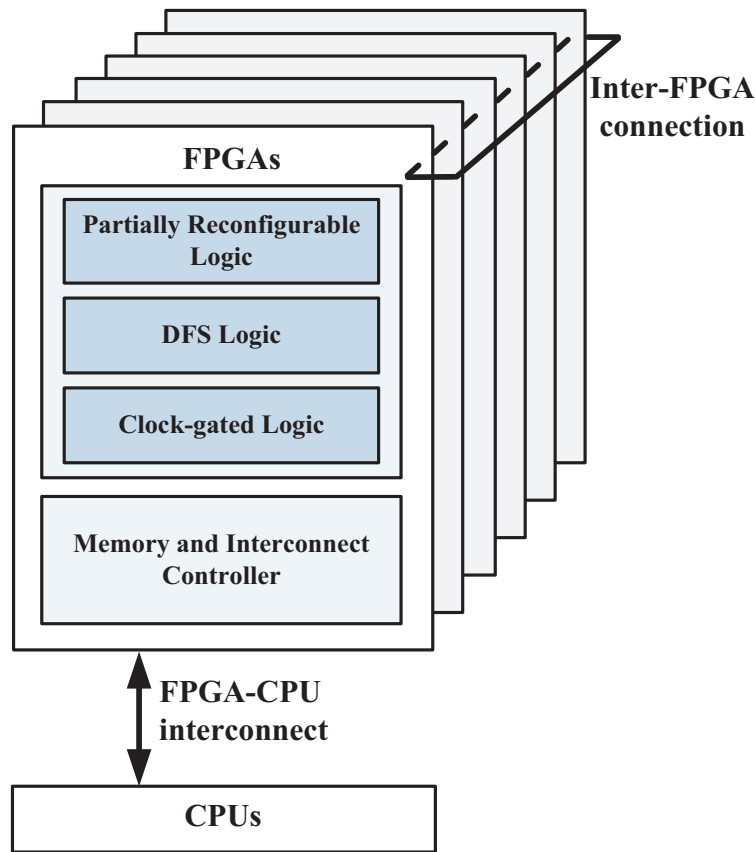 Inter-FPGA
connection
FPGAs
Partially Reconfigurable
Logic
DFS Logic
Clock-gated Logic
Memory and Interconnect
Controller
FPGA-CPU
interconnect
CPUs